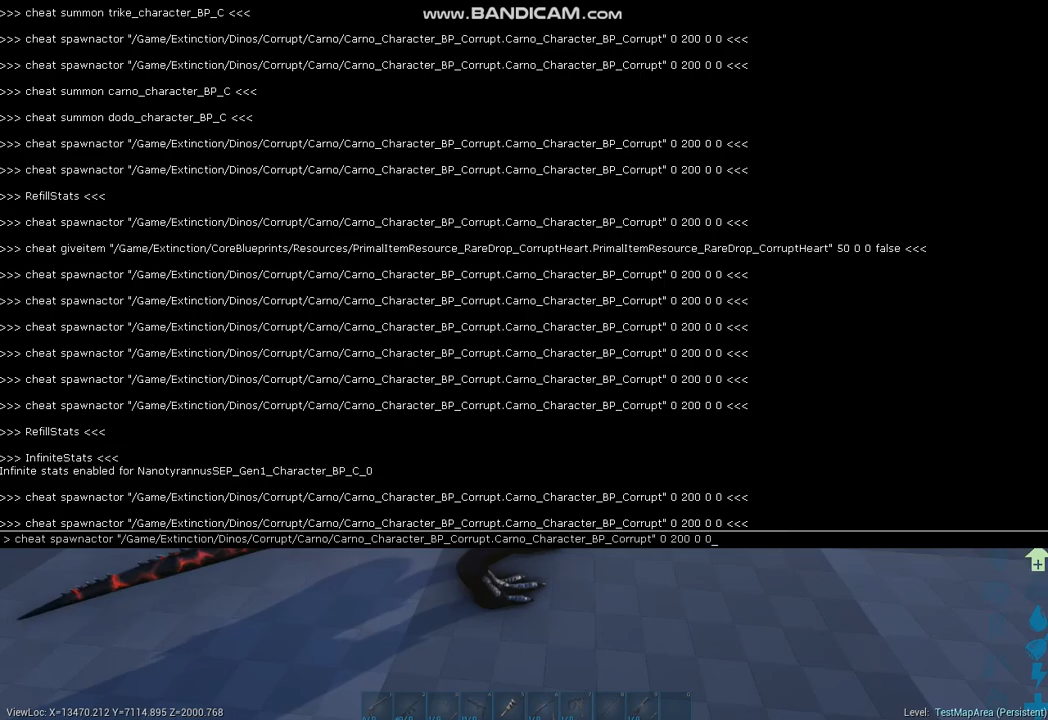 www.BANDICAM.com
>>> cheat summon trike_character_BP_C <<<
>>> cheat spawnactor "/Game/Extinction/Dinos/Corrupt/Carno/Carno_Character_BP_Corrupt.Carno_Character_BP_Corrupt" 0 200 0 0 <<<
>>> cheat spawnactor "/Game/Extinction/Dinos/Corrupt/Carno/Carno_Character_BP_Corrupt.Carno_Character_BP_Corrupt" 0 200 0 0 <<<
>>> cheat summon carno_character_BP_C <<<
>>> cheat summon dodo_character_BP_C <<<
>>> cheat spawnactor "/Game/Extinction/Dinos/Corrupt/Carno/Carno_Character_BP_Corrupt.Carno_Character_BP_Corrupt" 0 200 0 0 <<<
>>> cheat spawnactor "/Game/Extinction/Dinos/Corrupt/Carno/Carno_Character_BP_Corrupt.Carno_Character_BP_Corrupt" 0 200 0 0 <<<
>>> RefillStats <<<
>>> cheat spawnactor "/Game/Extinction/Dinos/Corrupt/Carno/Carno_Character_BP_Corrupt.Carno_Character_BP_Corrupt" 0 200 0 0 <<<
>>> cheat giveitem "/Game/Extinction/CoreBlueprints/Resources/PrimalItemResource_RareDrop_CorruptHeart.PrimalItemResource_RareDrop_CorruptHeart" 50 0 0 false <<<
>>> cheat spawnactor "/Game/Extinction/Dinos/Corrupt/Carno/Carno_Character_BP_Corrupt.Carno_Character_BP_Corrupt" 0 200 0 0 <<<
>>> cheat spawnactor "/Game/Extinction/Dinos/Corrupt/Carno/Carno_Character_BP_Corrupt.Carno_Character_BP_Corrupt" 0 200 0 0 <<<
>>> cheat spawnactor "/Game/Extinction/Dinos/Corrupt/Carno/Carno_Character_BP_Corrupt.Carno_Character_BP_Corrupt" 0 200 0 0 <<<
>>> cheat spawnactor "/Game/Extinction/Dinos/Corrupt/Carno/Carno_Character_BP_Corrupt.Carno_Character_BP_Corrupt" 0 200 0 0 <<<
>>> cheat spawnactor "/Game/Extinction/Dinos/Corrupt/Carno/Carno_Character_BP_Corrupt.Carno_Character_BP_Corrupt" 0 200 0 0 <<<
>>> cheat spawnactor "/Game/Extinction/Dinos/Corrupt/Carno/Carno_Character_BP_Corrupt.Carno_Character_BP_Corrupt" 0 200 0 0 <<<
>>> RefillStats <<<
>>> InfiniteStats <<<
Infinite stats enabled for NanotyrannusSEP_Gen1_Character_BP_C_0
>>> cheat spawnactor "/Game/Extinction/Dinos/Corrupt/Carno/Carno_Character_BP_Corrupt.Carno_Character_BP_Corrupt" 0 200 0 0 <<<
>>> cheat spawnactor "/Game/Extinction/Dinos/Corrupt/Carno/Carno_Character_BP_Corrupt.Carno_Character_BP_Corrupt" 0 200 0 0 <<<
> cheat spawnactor "/Game/Extinction/Dinos/Corrupt/Carno/Carno_Character_BP_Corrupt.Carno_Character_BP_Corrupt" 0 200 0 0_
ViewLoc: X=13470.212 Y=7114.895 Z=2000.768
Level: TestMapArea (Persistent)